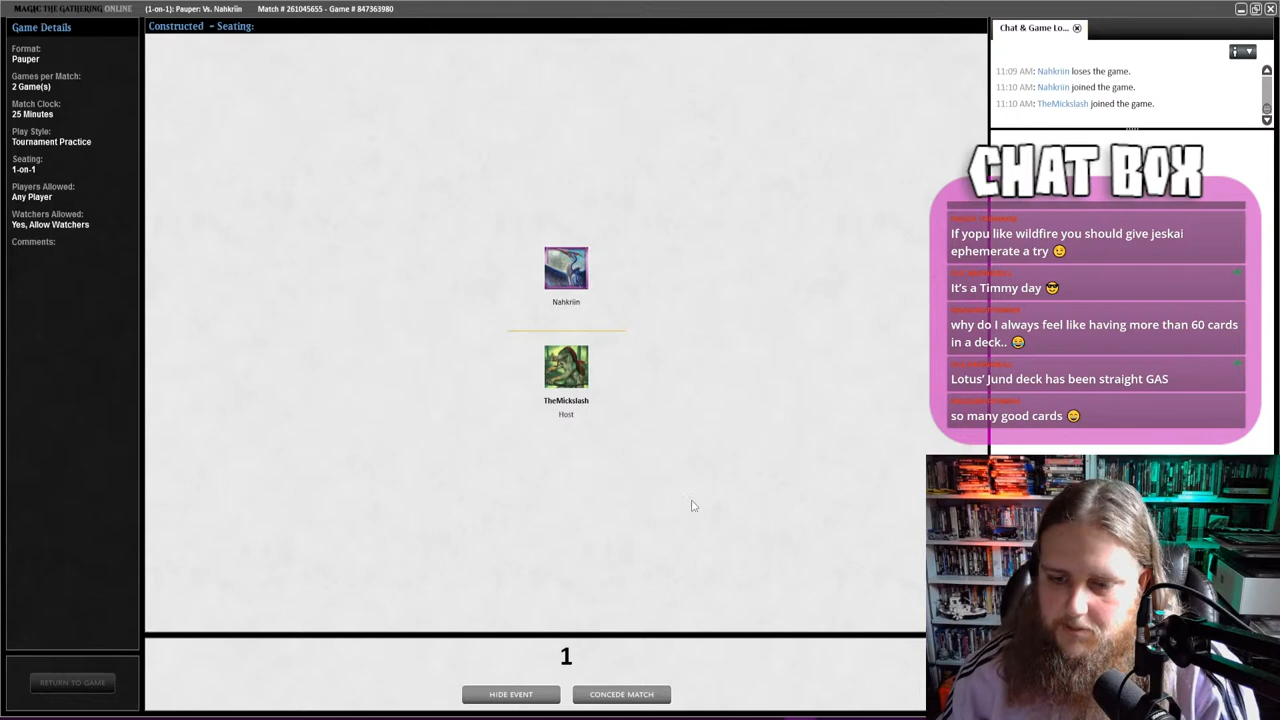 MAGIC THE GATHERING ONLINE
(1-on-1): Pauper: Vs. Nahkriin
Match # 261045655 - Game # 847363980
Game Details
Format:
Pauper
Games per Match:
2 Game(s)
Match Clock:
25 Minutes
Play Style:
Tournament Practice
Seating:
1-on-1
Players Allowed:
Any Player
Watchers Allowed:
Yes, Allow Watchers
Comments:
RETURN TO GAME
Constructed - Seating:
Nahkriin
TheMickslash
Host
1
HIDE EVENT
CONCEDE MATCH
Chat & Game Lo...
11:09 AM: Nahkriin loses the game.
11:10 AM: Nahkriin joined the game.
11:10 AM: TheMickslash joined the game.
CHAT BOX
If yopu like wildfire you should give jeskai
ephemerate a try 😉
It's a Timmy day 😎
why do I always feel like having more than 60 cards
in a deck.. 😂
Lotus' Jund deck has been straight GAS
so many good cards 😄